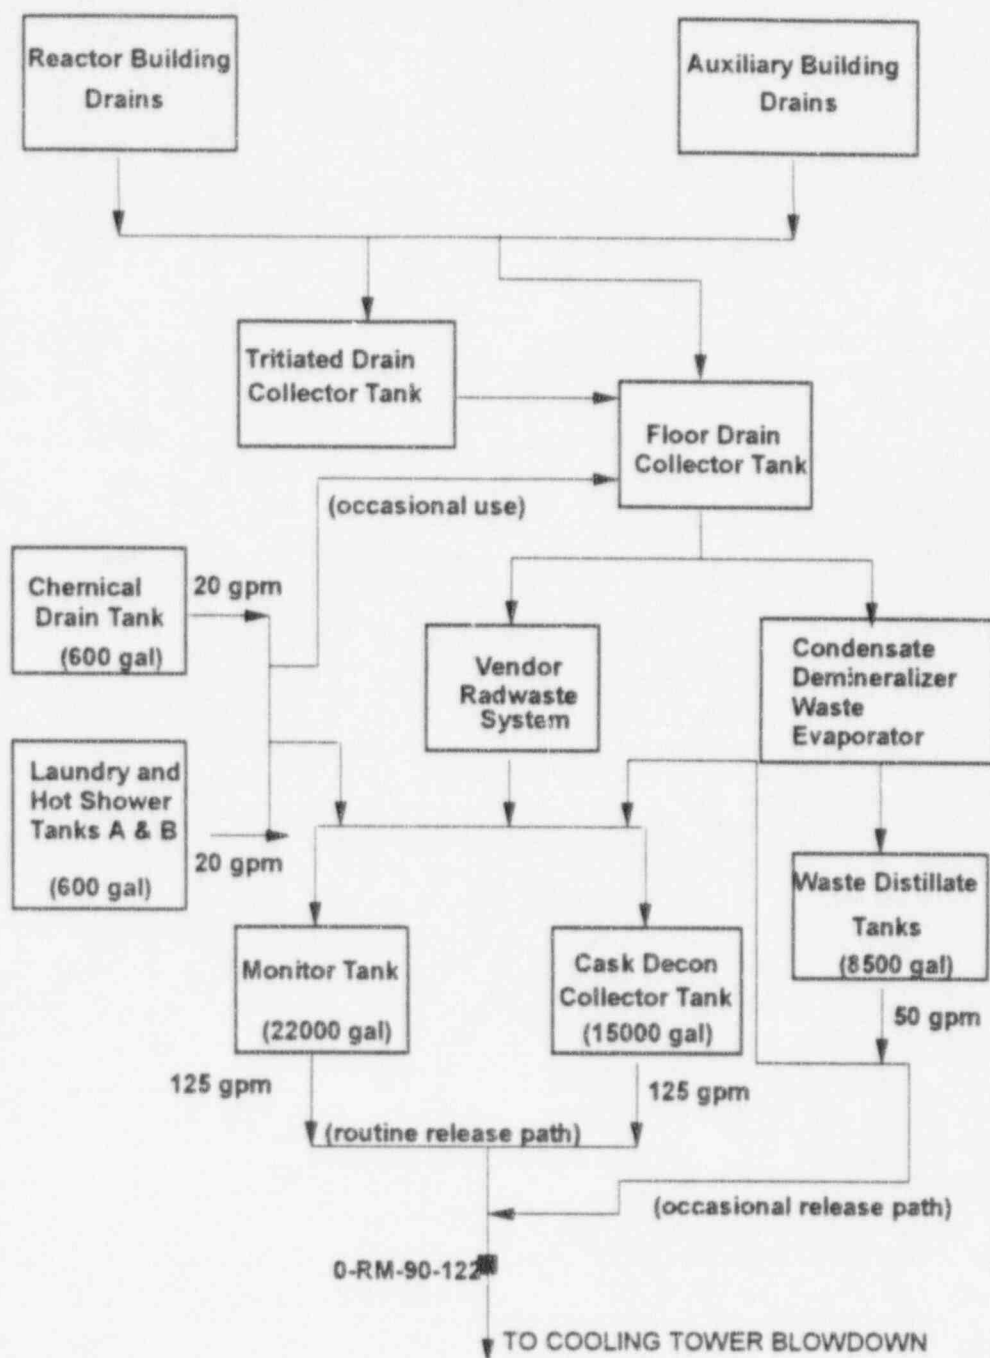 Reactor Building
Drains
Auxiliary Building
Drains
Tritiated Drain
Collector Tank
Floor Drain
Collector Tank
(occasional use)
Chemical
Drain Tank
(600 gal)
20 gpm
Vendor
Radwaste
System
Condensate
Demineralizer
Waste
Evaporator
Laundry and
Hot Shower
Tanks A & B
(600 gal)
20 gpm
Waste Distillate
Tanks
(8500 gal)
Monitor Tank
(22000 gal)
Cask Decon
Collector Tank
(15000 gal)
50 gpm
125 gpm
125 gpm
(routine release path)
(occasional release path)
0-RM-90-122
TO COOLING TOWER BLOWDOWN